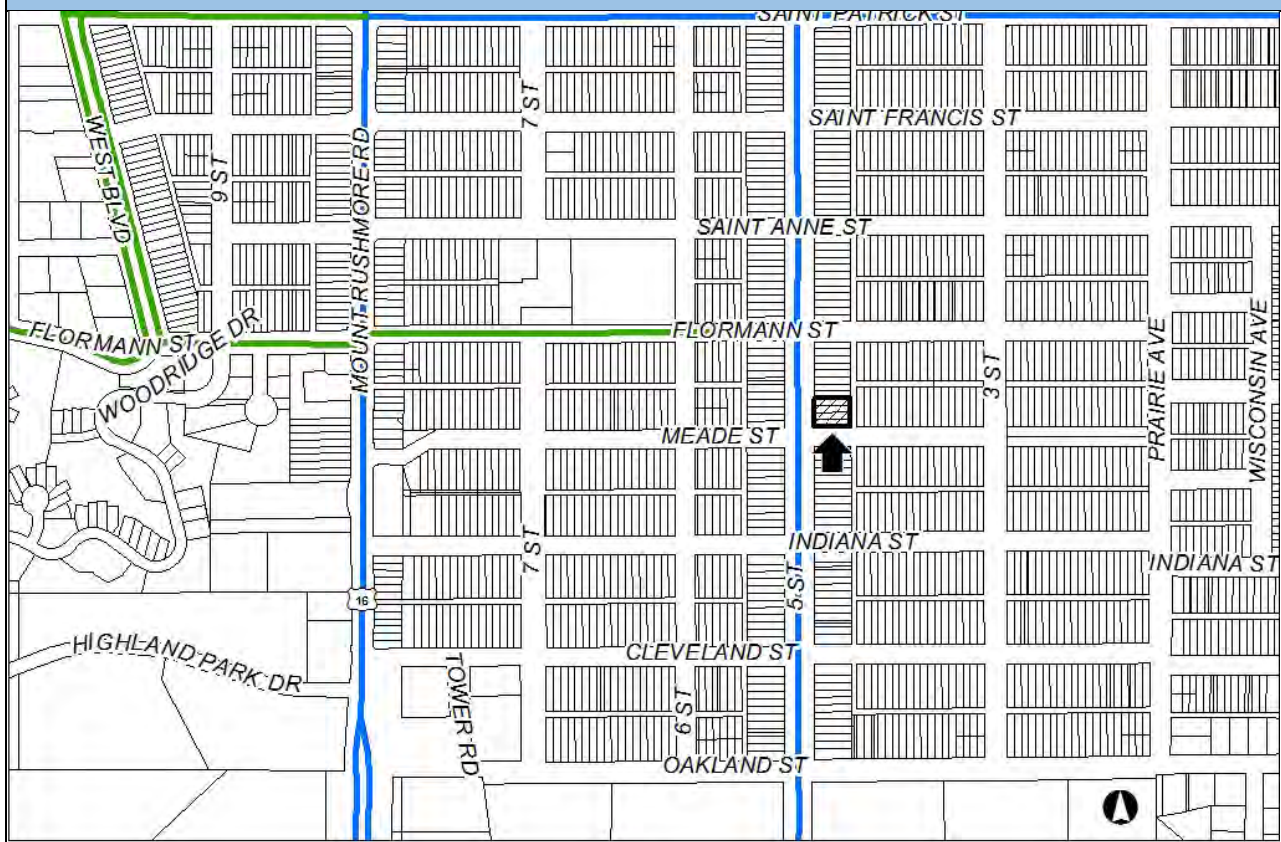 SAINT PATRICK ST
7 ST
SAINT FRANCIS ST
WEST BLVD
9 ST
MOUNT RUSHMORE RD
SAINT ANNE ST
FLORMANN ST
FLORMANN ST
WOODRIDGE DR
3 ST
PRAIRIE AVE
WISCONSIN AVE
MEADE ST
7 ST
INDIANA ST
INDIANA ST
5 ST
16
HIGHLAND PARK DR
CLEVELAND ST
TOWER RD
6 ST
OAKLAND ST